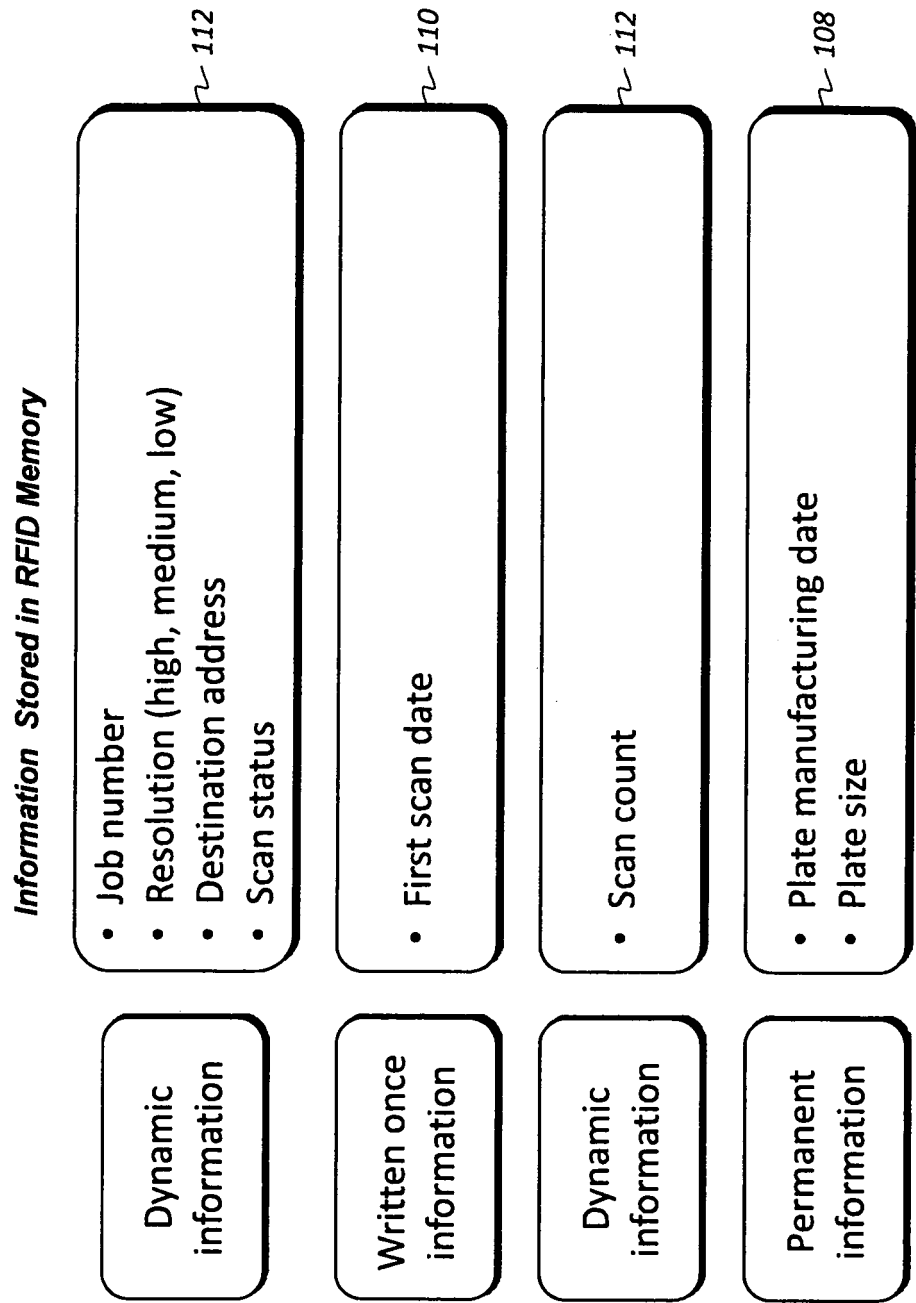 Information Stored in RFID Memory
Dynamic
information
• Job number
• Resolution (high, medium, low)
• Destination address
• Scan status
112
Written once
information
• First scan date
110
Dynamic
information
• Scan count
112
Permanent
information
• Plate manufacturing date
• Plate size
108